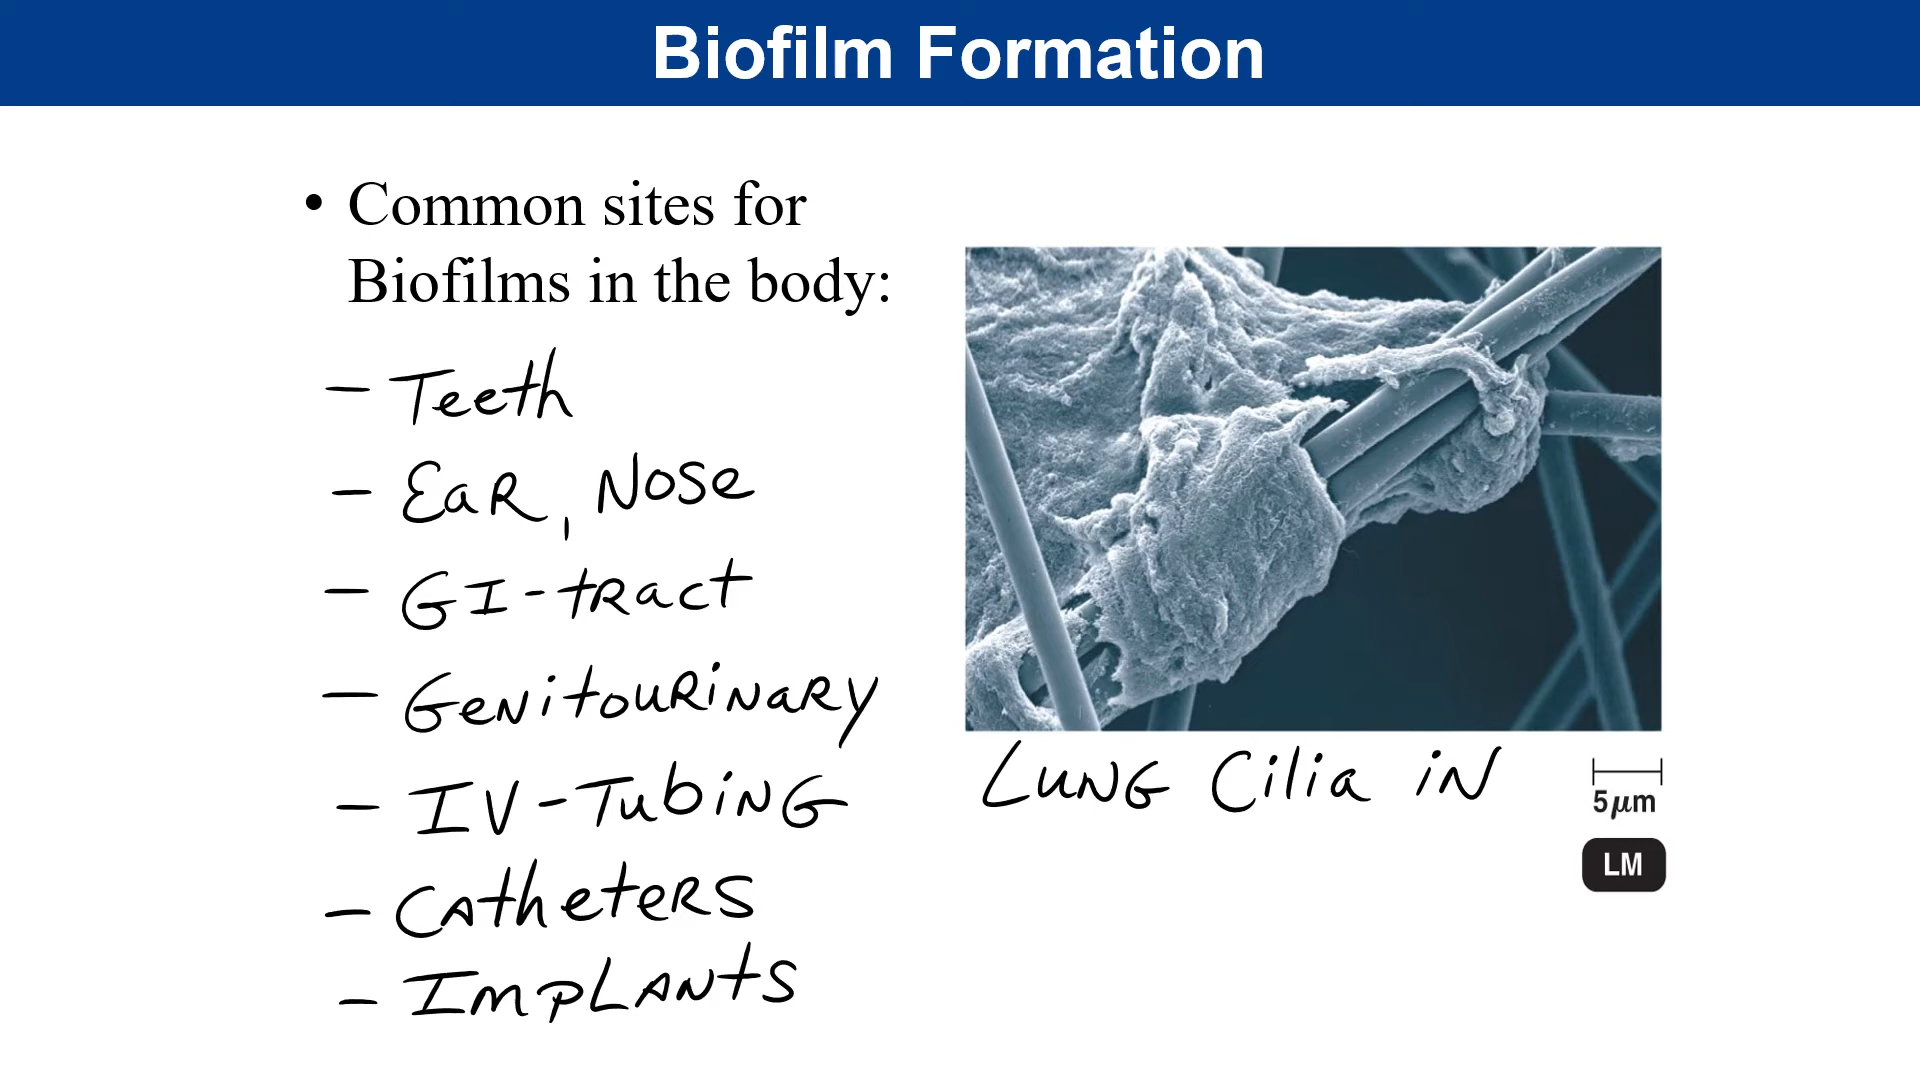 Biofilm Formation
• Common sites for
Biofilms in the body:
– Teeth
– Ear, Nose
– GI-tract
– Genitourinary
– IV-Tubing
– Catheters
– Implants
Lung Cilia in
5µm
LM